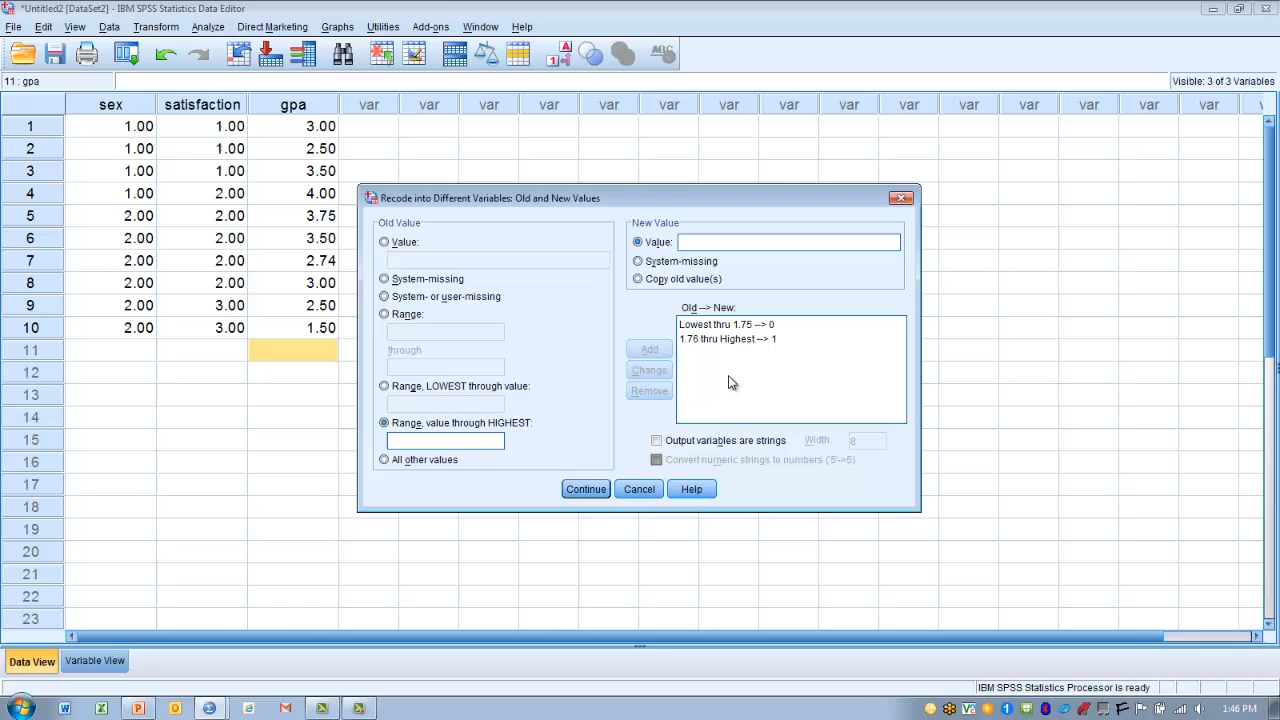 *Untitled2 [DataSet2] - IBM SPSS Statistics Data Editor
File Edit View Data Transform Analyze Direct Marketing Graphs Utilities Add-ons Window Help
11 : gpa
Visible: 3 of 3 Variables
sex satisfaction gpa var var var var var var var var var var var var var var var
1 1.00 1.00 3.00
2 1.00 1.00 2.50
3 1.00 1.00 3.50
4 1.00 2.00 4.00
5 2.00 2.00 3.75
6 2.00 2.00 3.50
7 2.00 2.00 2.74
8 2.00 2.00 3.00
9 2.00 3.00 2.50
10 2.00 3.00 1.50
11
12
13
14
15
16
17
18
19
20
21
22
23
Recode into Different Variables: Old and New Values
Old Value
Value:
System-missing
System- or user-missing
Range:
through
Range, LOWEST through value:
Range, value through HIGHEST:
All other values
New Value
Value:
System-missing
Copy old value(s)
Old --> New:
Lowest thru 1.75 --> 0
1.76 thru Highest --> 1
Add
Change
Remove
Output variables are strings Width: 8
Convert numeric strings to numbers ('5'->5)
Continue Cancel Help
Data View Variable View
IBM SPSS Statistics Processor is ready
1:46 PM